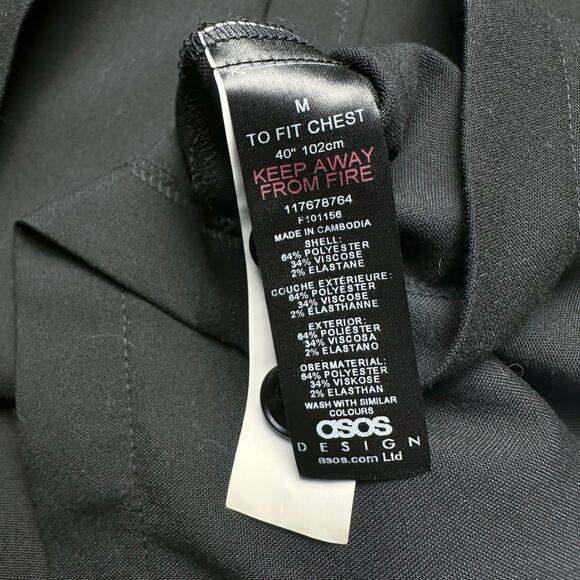 M
TO FIT CHEST
40" 102cm
KEEP AWAY
FROM FIRE
117678764
F101156
MADE IN CAMBODIA
SHELL:
64% POLYESTER
34% VISCOSE
2% ELASTANE
COUCHE EXTÉRIEURE:
64% POLYESTER
34% VISCOSE
2% ÉLASTHANNE
EXTERIOR:
64% POLIÉSTER
34% VISCOSA
2% ELASTANO
OBERMATERIAL:
64% POLYESTER
34% VISKOSE
2% ELASTHAN
WASH WITH SIMILAR
COLOURS
asos
DESIGN
asos.com Ltd